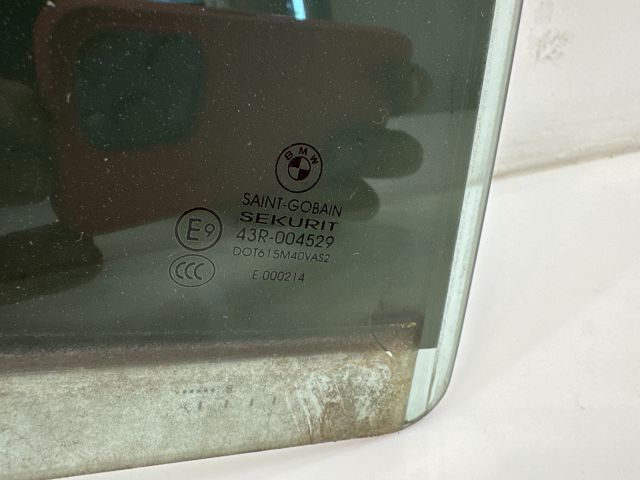 BMW
SAINT-GOBAIN
SEKURIT
E9
43R-004529
DOT615M40VAS2
CCC
E 000214